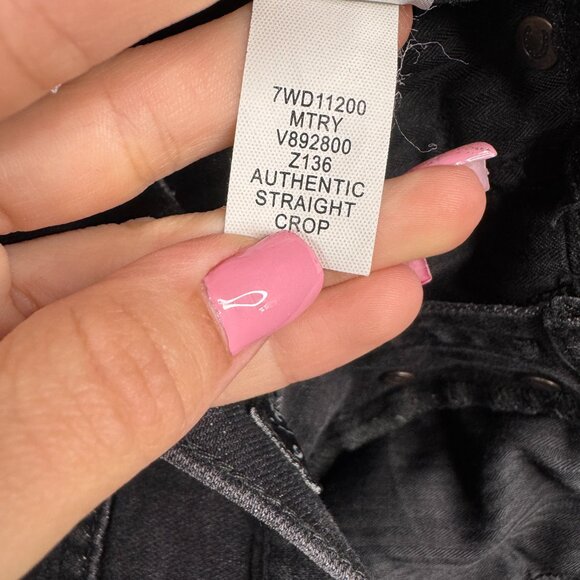 7WD11200
MTRY
V892800
Z136
AUTHENTIC
STRAIGHT
CROP